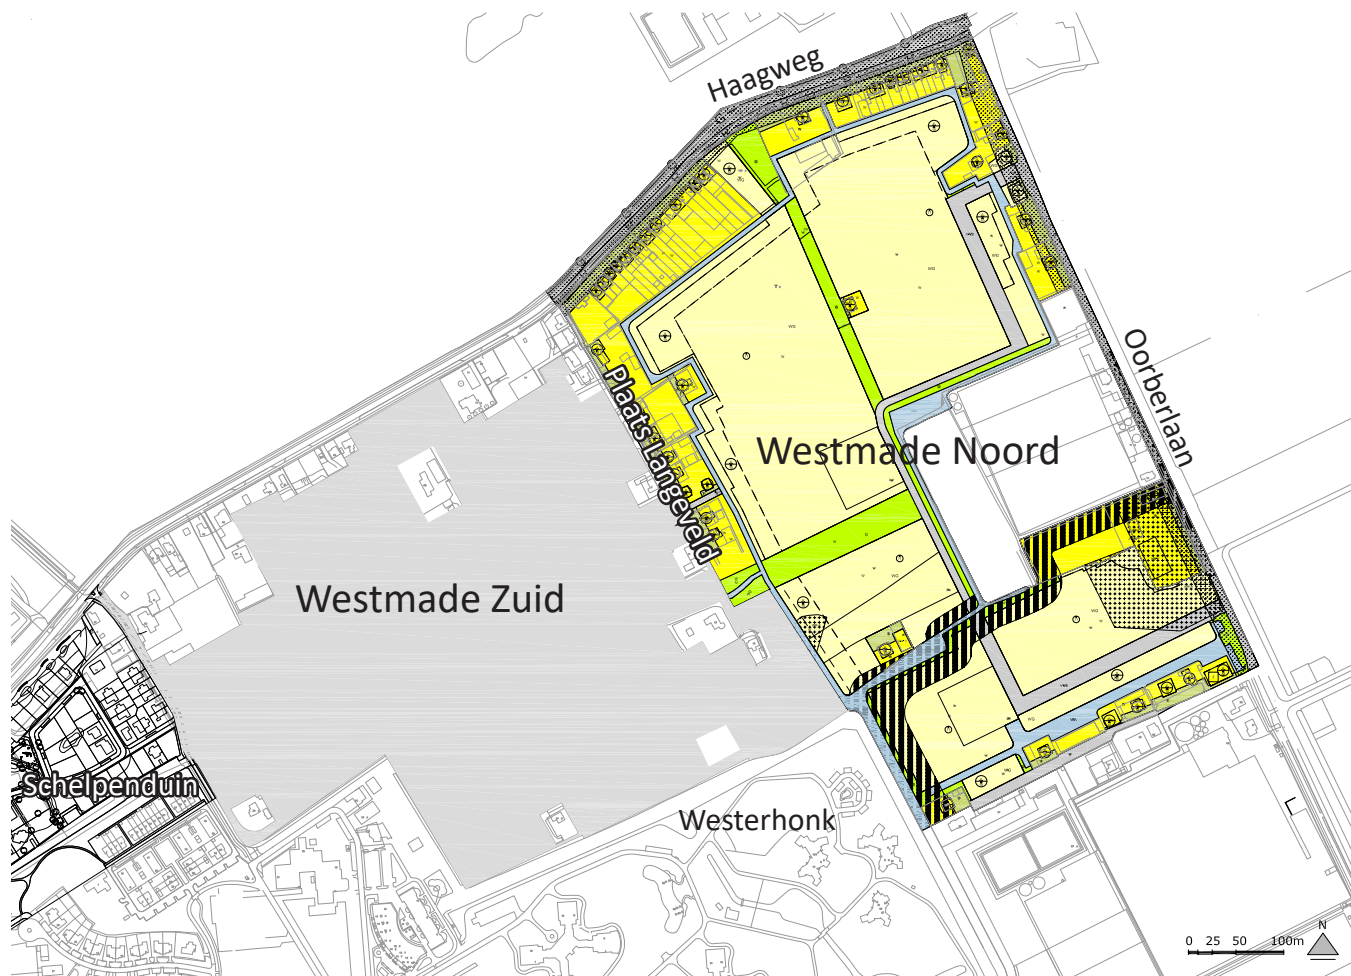 Haagweg
Oorberlaan
Plaats Langeveld
Westmade Noord
Westmade Zuid
Schelpenduin
Westerhonk
N
0 25 50 100m